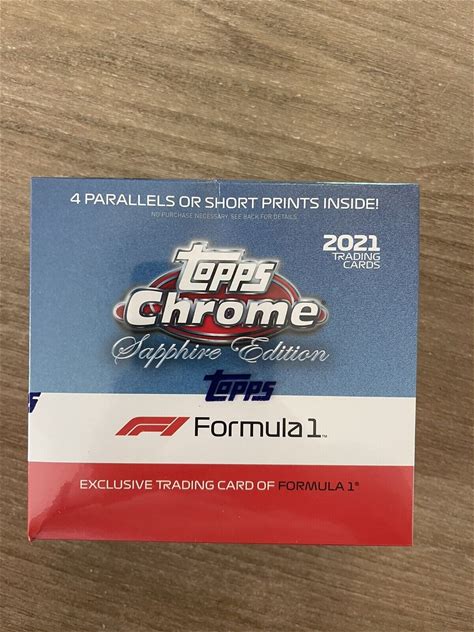 4 PARALLELS OR SHORT PRINTS INSIDE!
NO PURCHASE NECESSARY. SEE BACK FOR DETAILS.
2021
TRADING
CARDS
Topps
Chrome
Sapphire Edition
Topps
F1 Formula 1™
EXCLUSIVE TRADING CARD OF FORMULA 1®